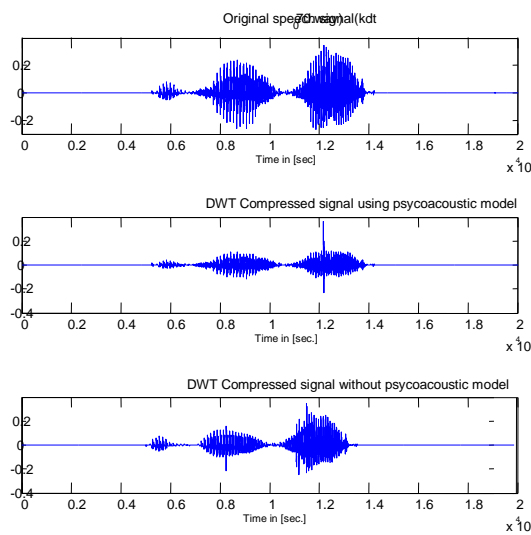 Original speech signal(kdt_070.wav)
0.2
0
-0.2
0 0.2 0.4 0.6 0.8 1 1.2 1.4 1.6 1.8 2
Time in [sec]
x 10^4
DWT Compressed signal using psycoacoustic model
0.2
0
-0.2
-0.4
0 0.2 0.4 0.6 0.8 1 1.2 1.4 1.6 1.8 2
Time in [sec.]
x 10^4
DWT Compressed signal without psycoacoustic model
0.2
0
-0.2
-0.4
0 0.2 0.4 0.6 0.8 1 1.2 1.4 1.6 1.8 2
Time in [sec.]
x 10^4